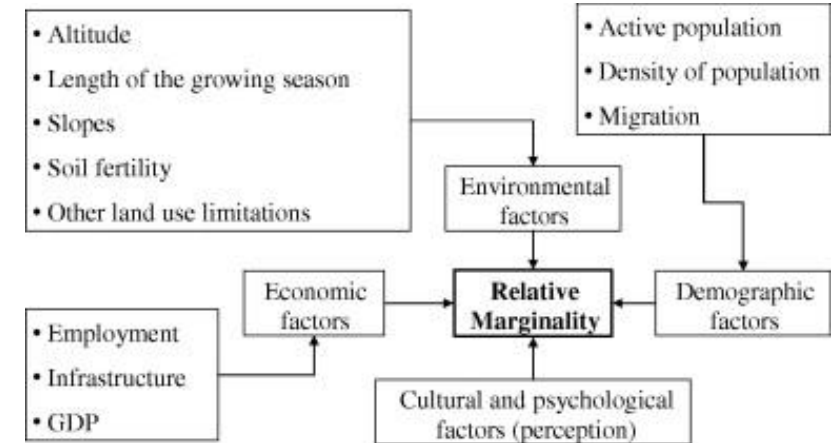 • Altitude
• Length of the growing season
• Slopes
• Soil fertility
• Other land use limitations
• Active population
• Density of population
• Migration
Environmental
factors
Economic
factors
Relative
Marginality
Demographic
factors
• Employment
• Infrastructure
• GDP
Cultural and psychological
factors (perception)